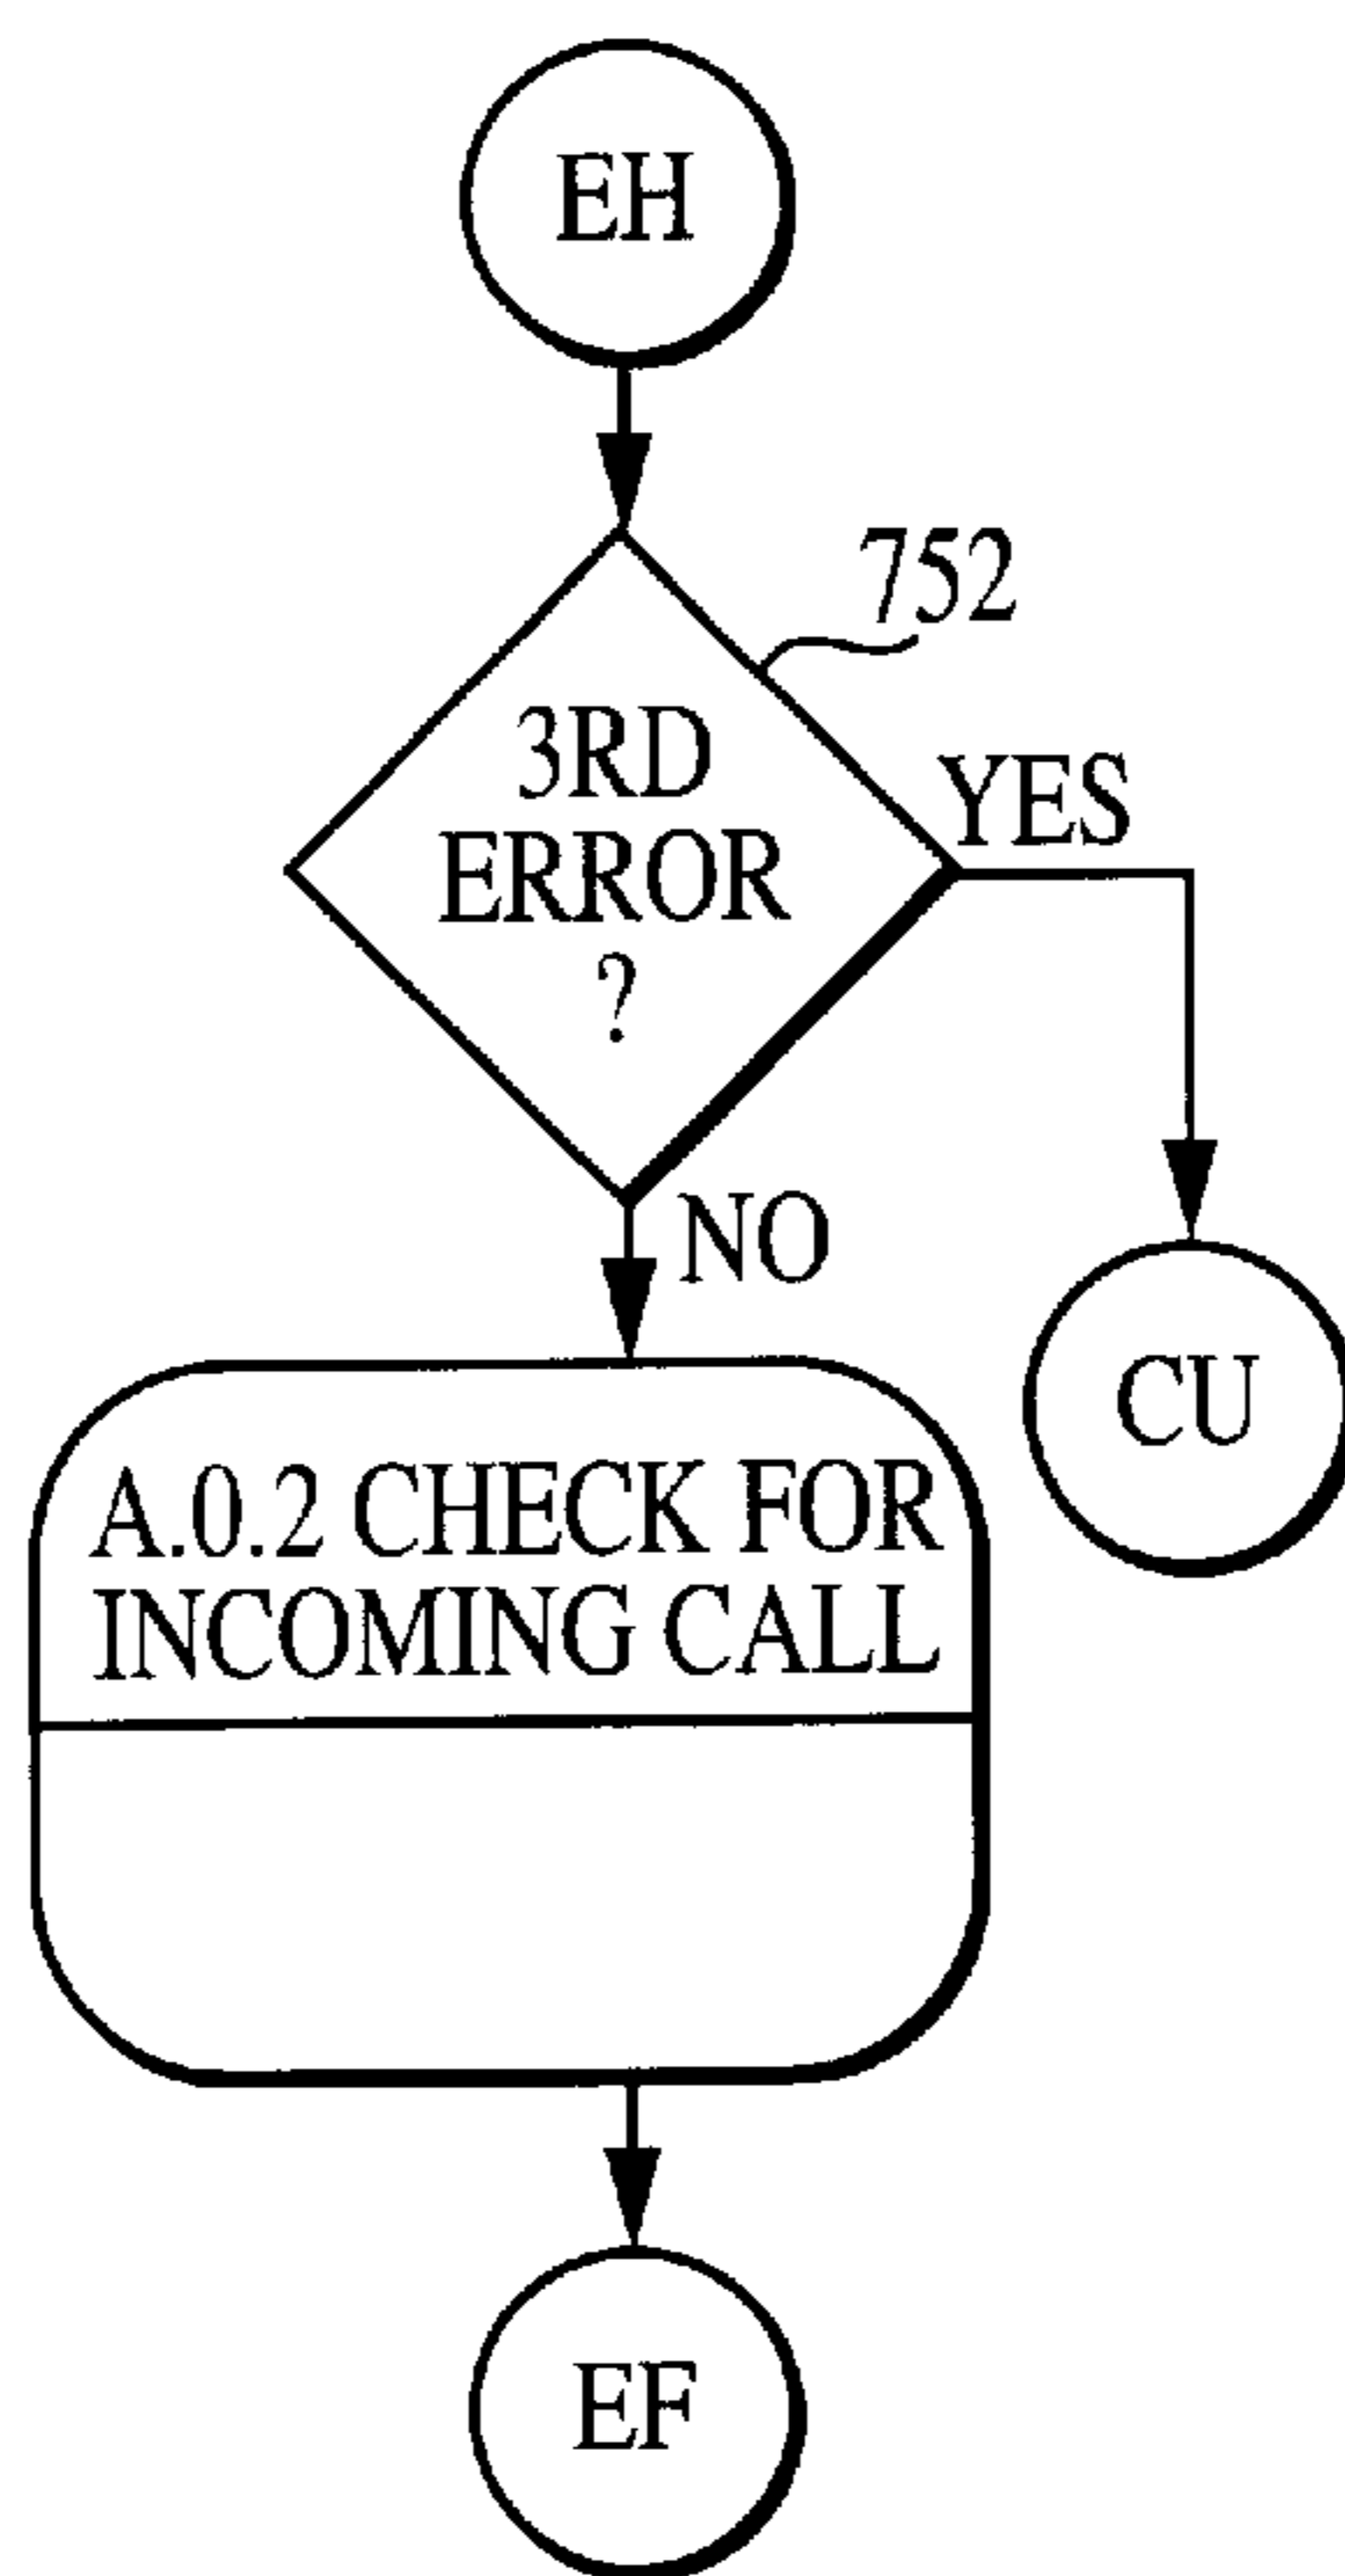 EH
752
3RD
ERROR
?
YES
NO
CU
A.0.2 CHECK FOR
INCOMING CALL
EF